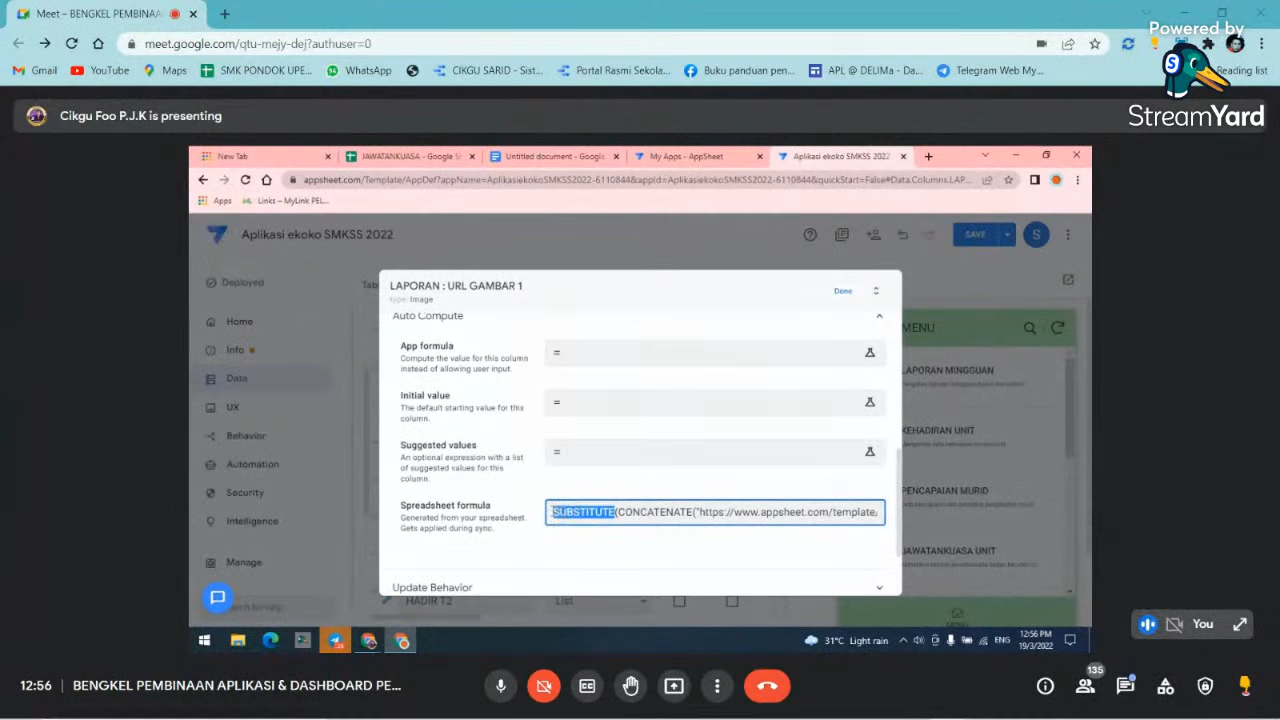 Meet – BENGKEL PEMBINAA
meet.google.com/qtu-mejy-dej?authuser=0
Powered by
Gmail
YouTube
Maps
SMK PONDOK UPE...
WhatsApp
CIKGU SARID - Sist...
Portal Rasmi Sekola...
Buku panduan pen...
APL @ DELIMa - Da...
Telegram Web My...
Reading list
StreamYard
Cikgu Foo P.J.K is presenting
New Tab
JAWATANKUASA - Google S
Untitled document - Google
My Apps - AppSheet
Aplikasi ekoko SMKSS 2022
appsheet.com/Template/AppDef?appName=AplikasiekokoSMKSS2022-6110844&appId=AplikasiekokoSMKSS2022-6110844&quickStart=False#Data.Columns.LAP...
Apps
Links – MyLink PEL...
Aplikasi ekoko SMKSS 2022
SAVE
S
Deployed
Home
Info
Data
UX
Behavior
Automation
Security
Intelligence
Manage
LAPORAN : URL GAMBAR 1
type: Image
Done
Auto Compute
App formula
Compute the value for this column
instead of allowing user input.
=
Initial value
The default starting value for this
column.
=
Suggested values
An optional expression with a list
of suggested values for this
column.
=
Spreadsheet formula
Generated from your spreadsheet.
Gets applied during sync.
SUBSTITUTE(CONCATENATE("https://www.appsheet.com/template/
Update Behavior
HADIR T2
List
MENU
LAPORAN MINGGUAN
KEHADIRAN UNIT
PENCAPAIAN MURID
JAWATANKUASA UNIT
MENU
31°C Light rain
ENG
12:56 PM
19/3/2022
You
12:56
BENGKEL PEMBINAAN APLIKASI & DASHBOARD PE...
135